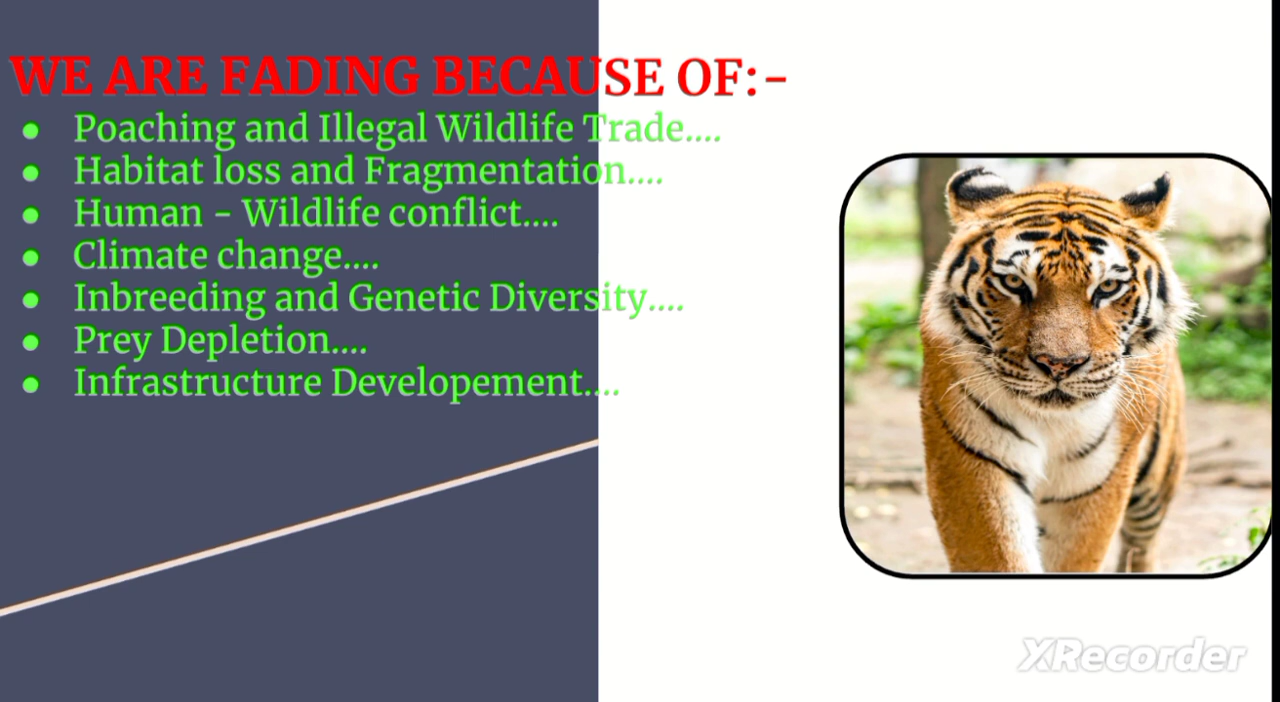 WE ARE FADING BECAUSE OF:-
● Poaching and Illegal Wildlife Trade....
● Habitat loss and Fragmentation....
● Human - Wildlife conflict....
● Climate change....
● Inbreeding and Genetic Diversity....
● Prey Depletion....
● Infrastructure Developement....
XRecorder